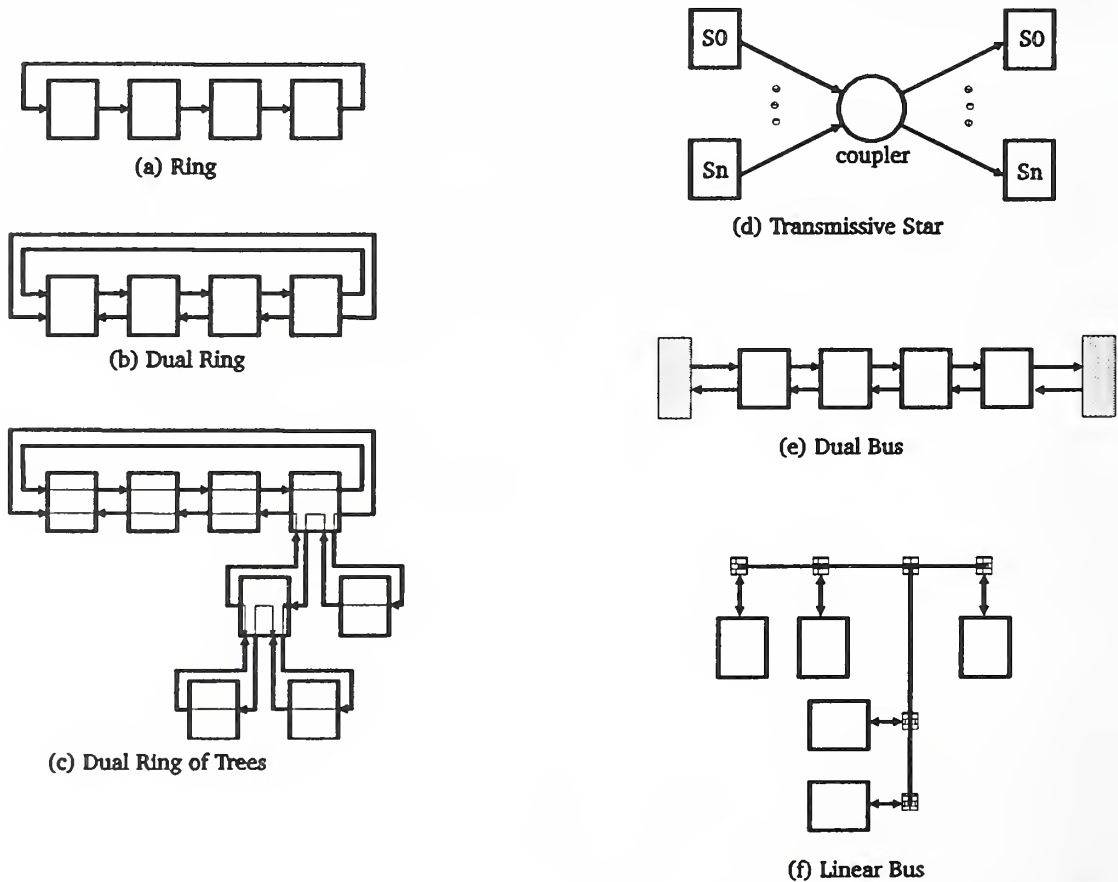 (a) Ring
(b) Dual Ring
(c) Dual Ring of Trees
S0
S0
coupler
Sn
Sn
(d) Transmissive Star
(e) Dual Bus
(f) Linear Bus